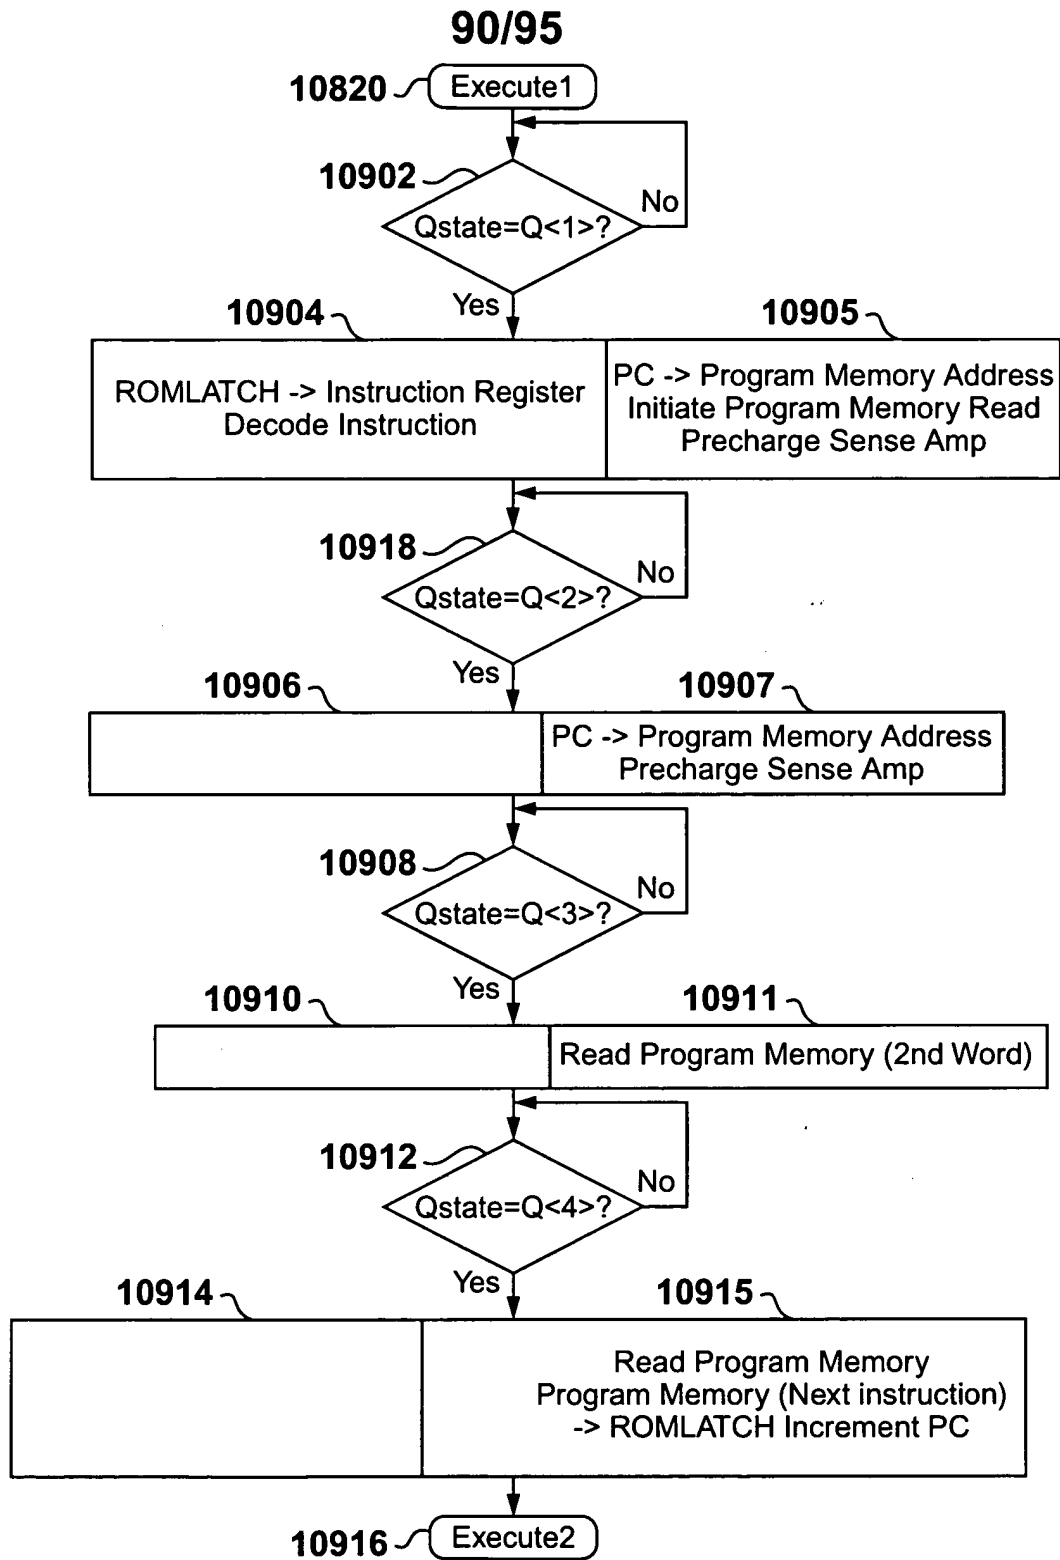 90/95
10820 Execute1
10902
No
Qstate=Q<1>?
Yes
10904 10905
ROMLATCH -> Instruction Register
Decode Instruction
PC -> Program Memory Address
Initiate Program Memory Read
Precharge Sense Amp
10918
No
Qstate=Q<2>?
Yes
10906 10907
PC -> Program Memory Address
Precharge Sense Amp
10908
No
Qstate=Q<3>?
Yes
10910 10911
Read Program Memory (2nd Word)
10912
No
Qstate=Q<4>?
Yes
10914 10915
Read Program Memory
Program Memory (Next instruction)
-> ROMLATCH Increment PC
10916 Execute2